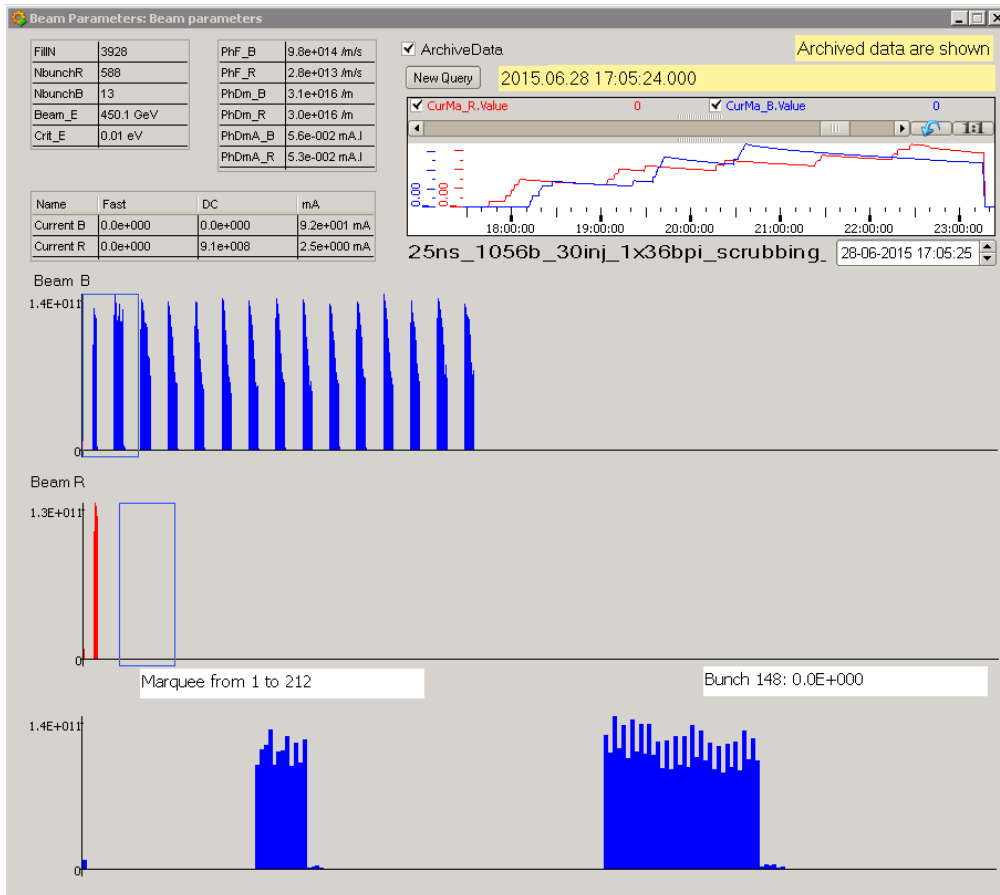 Beam Parameters: Beam parameters
FillN 3928
NbunchR 588
NbunchB 13
Beam_E 450.1 GeV
Crit_E 0.01 eV
PhF_B 9.8e+014 /m/s
PhF_R 2.8e+013 /m/s
PhDm_B 3.1e+016 /m
PhDm_R 3.0e+016 /m
PhDmA_B 5.6e-002 mA.l
PhDmA_R 5.3e-002 mA.l
ArchiveData
Archived data are shown
New Query 2015.06.28 17:05:24.000
CurMa_R.Value 0 CurMa_B.Value 0
1:1
0.00 0.00
18:00:00 19:00:00 20:00:00 21:00:00 22:00:00 23:00:00
25ns_1056b_30inj_1x36bpi_scrubbing_ 28-06-2015 17:05:25
Name Fast DC mA
Current B 0.0e+000 0.0e+000 9.2e+001 mA
Current R 0.0e+000 9.1e+008 2.5e+000 mA
Beam B
1.4E+011
0
Beam R
1.3E+011
0
Marquee from 1 to 212
Bunch 148: 0.0E+000
1.4E+011
0